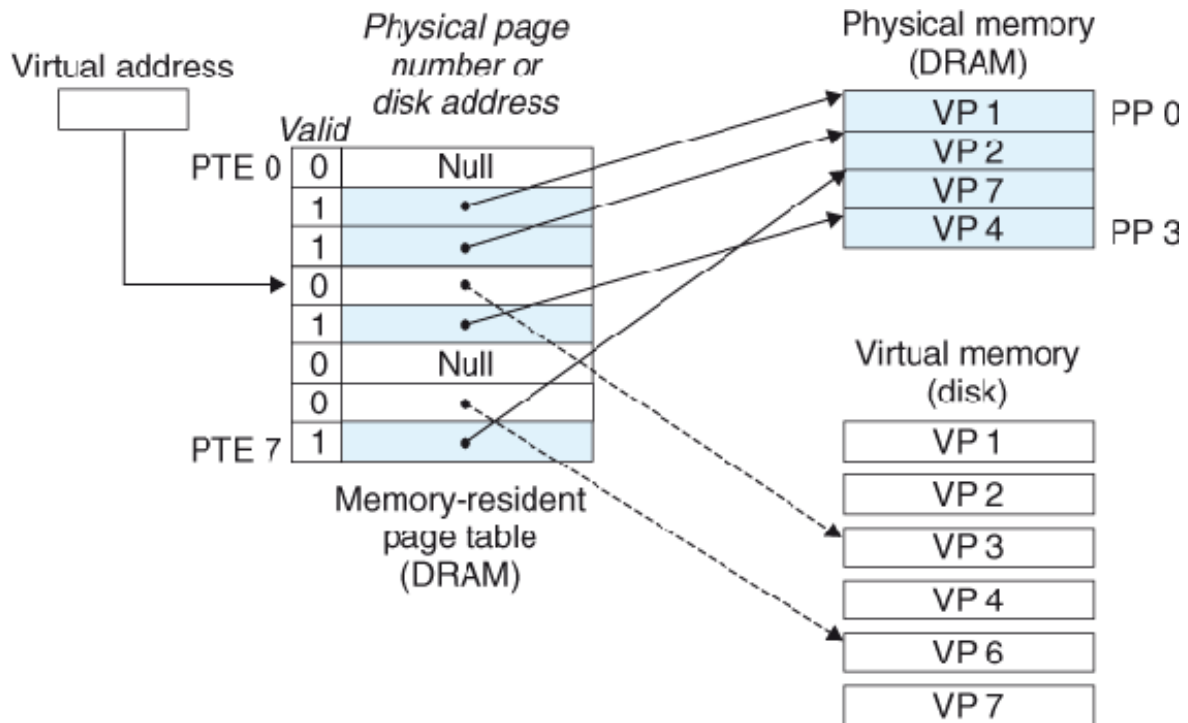 Virtual address
Physical page
number or
disk address
Valid
PTE 0
0
Null
1
1
0
1
0
Null
0
PTE 7
1
Memory-resident
page table
(DRAM)
Physical memory
(DRAM)
VP 1
PP 0
VP 2
VP 7
VP 4
PP 3
Virtual memory
(disk)
VP 1
VP 2
VP 3
VP 4
VP 6
VP 7